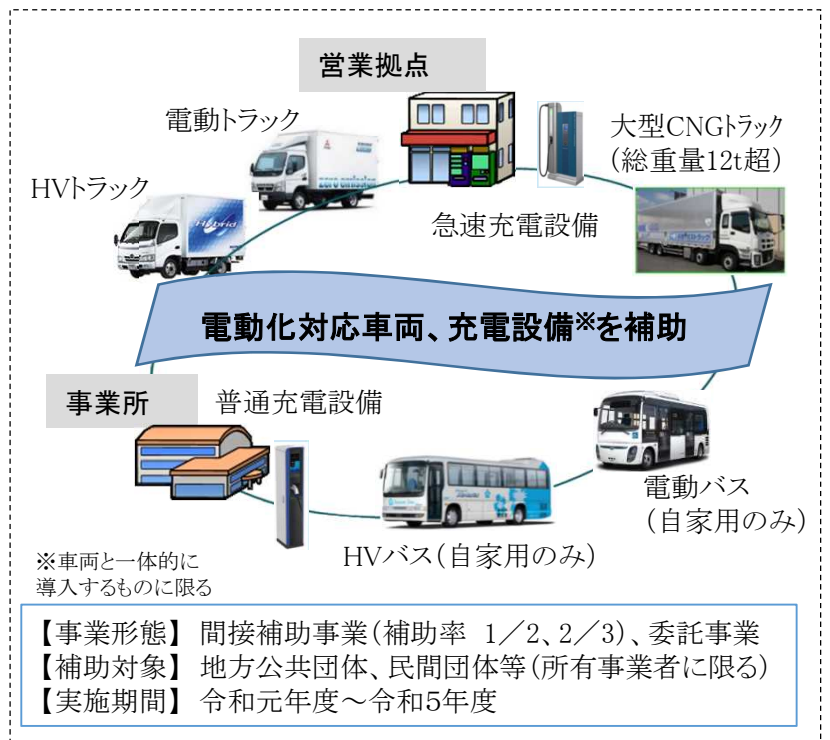 営業拠点
電動トラック
大型CNGトラック
(総重量12t超)
HVトラック
Hybrid
zero emission
急速充電設備
電動化対応車両、充電設備※を補助
事業所
普通充電設備
電動バス
(自家用のみ)
HVバス(自家用のみ)
※車両と一体的に
導入するものに限る
【事業形態】 間接補助事業(補助率 1/2、2/3)、委託事業
【補助対象】 地方公共団体、民間団体等(所有事業者に限る)
【実施期間】 令和元年度~令和5年度